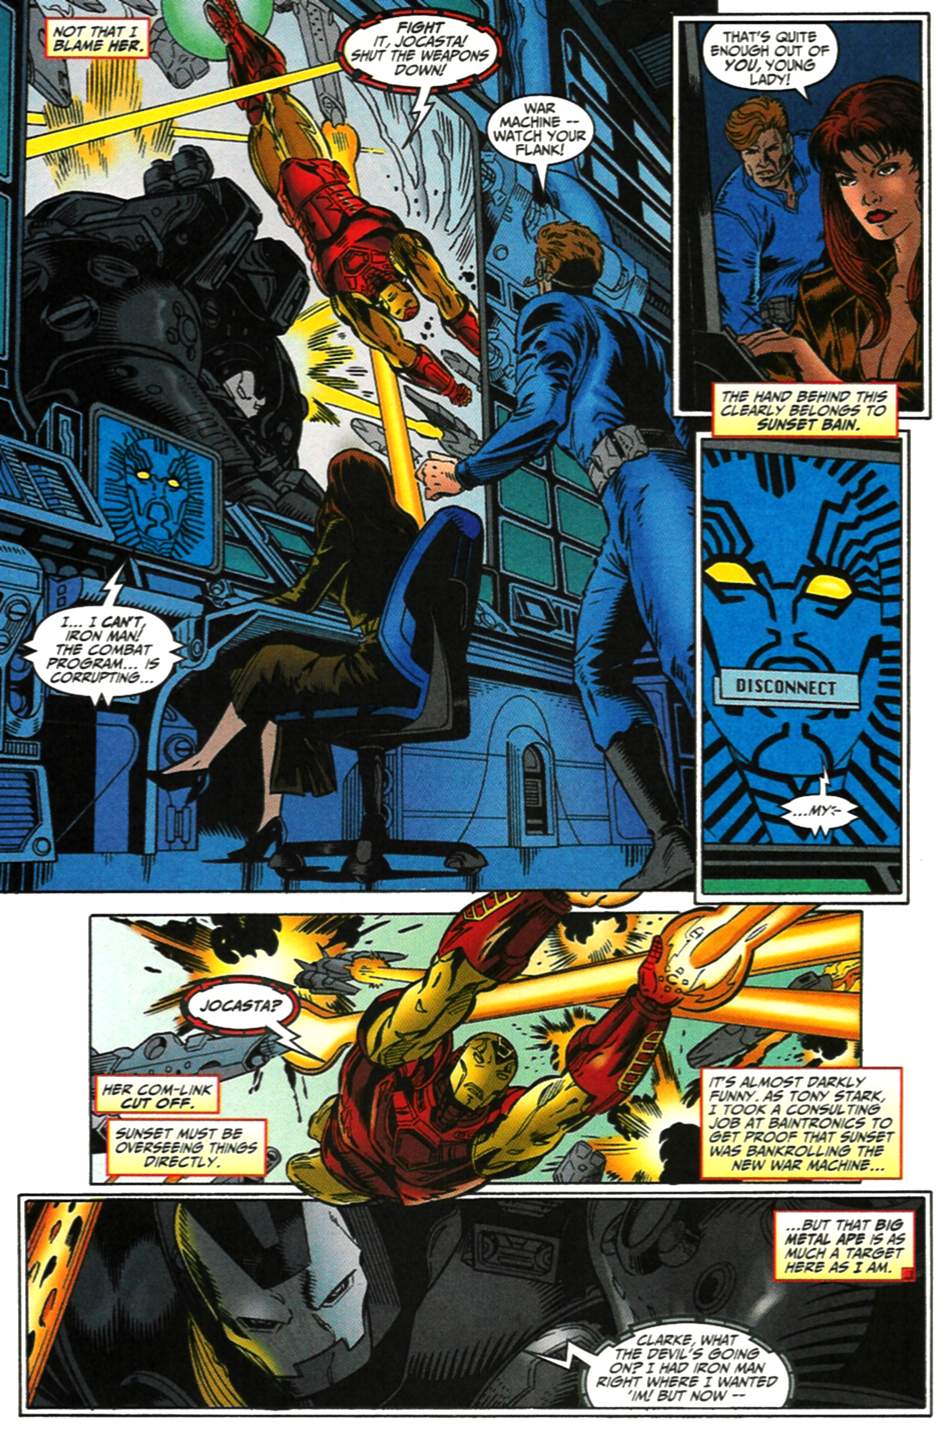 NOT THAT I
BLAME HER.
FIGHT
IT, JOCASTA!
SHUT THE WEAPONS
DOWN!
WAR
MACHINE --
WATCH YOUR
FLANK!
I... I CAN'T,
IRON MAN!
THE COMBAT
PROGRAM... IS
CORRUPTING...
THAT'S QUITE
ENOUGH OUT OF
YOU, YOUNG
LADY!
THE HAND BEHIND THIS
CLEARLY BELONGS TO
SUNSET BAIN.
DISCONNECT
...MY-
JOCASTA?
HER COM-LINK
CUT OFF.
SUNSET MUST BE
OVERSEEING THINGS
DIRECTLY.
IT'S ALMOST DARKLY
FUNNY. AS TONY STARK,
I TOOK A CONSULTING
JOB AT BAINTRONICS TO
GET PROOF THAT SUNSET
WAS BANKROLLING THE
NEW WAR MACHINE...
...BUT THAT BIG
METAL APE IS AS
MUCH A TARGET
HERE AS I AM.
CLARKE, WHAT
THE DEVIL'S GOING
ON? I HAD IRON MAN
RIGHT WHERE I WANTED
'IM! BUT NOW --